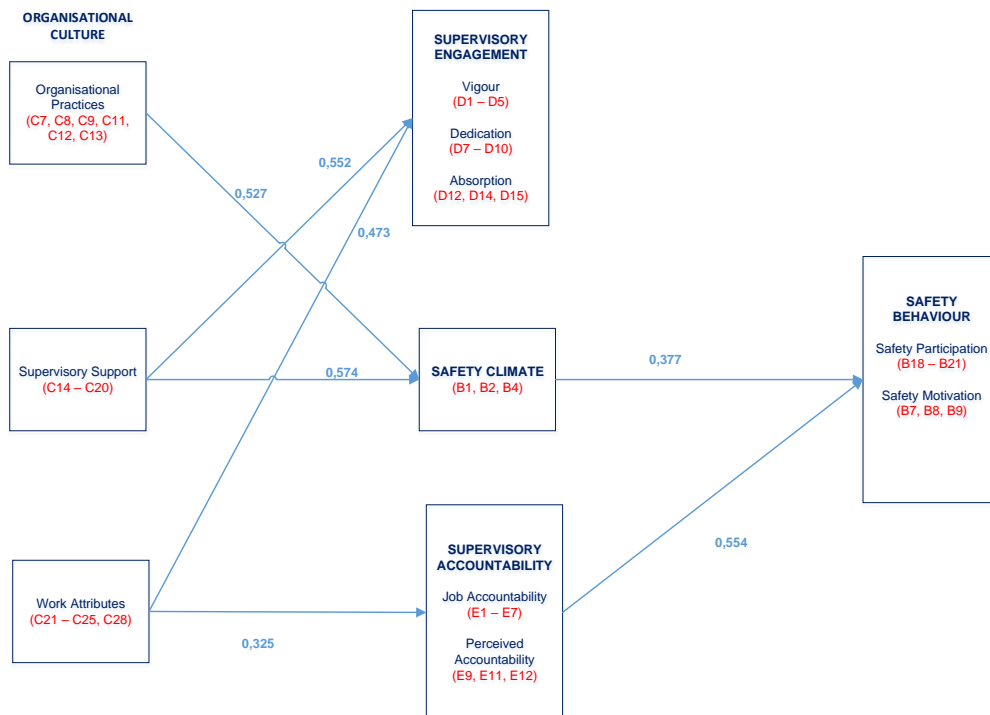 ORGANISATIONAL
CULTURE
Organisational
Practices
(C7, C8, C9, C11,
C12, C13)
Supervisory Support
(C14 – C20)
Work Attributes
(C21 – C25, C28)
0,527
0,552
0,473
0,574
0,325
SUPERVISORY
ENGAGEMENT
Vigour
(D1 – D5)
Dedication
(D7 – D10)
Absorption
(D12, D14, D15)
SAFETY CLIMATE
(B1, B2, B4)
SUPERVISORY
ACCOUNTABILITY
Job Accountability
(E1 – E7)
Perceived
Accountability
(E9, E11, E12)
0,377
0,554
SAFETY
BEHAVIOUR
Safety Participation
(B18 – B21)
Safety Motivation
(B7, B8, B9)